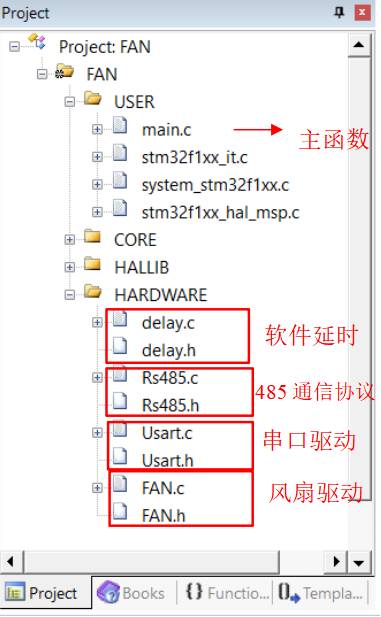 Project
Project: FAN
FAN
USER
main.c
主函数
stm32f1xx_it.c
system_stm32f1xx.c
stm32f1xx_hal_msp.c
CORE
HALLIB
HARDWARE
delay.c
软件延时
delay.h
Rs485.c
485 通信协议
Rs485.h
Usart.c
串口驱动
Usart.h
FAN.c
风扇驱动
FAN.h
Project Books {} Functio... 0 Templa...